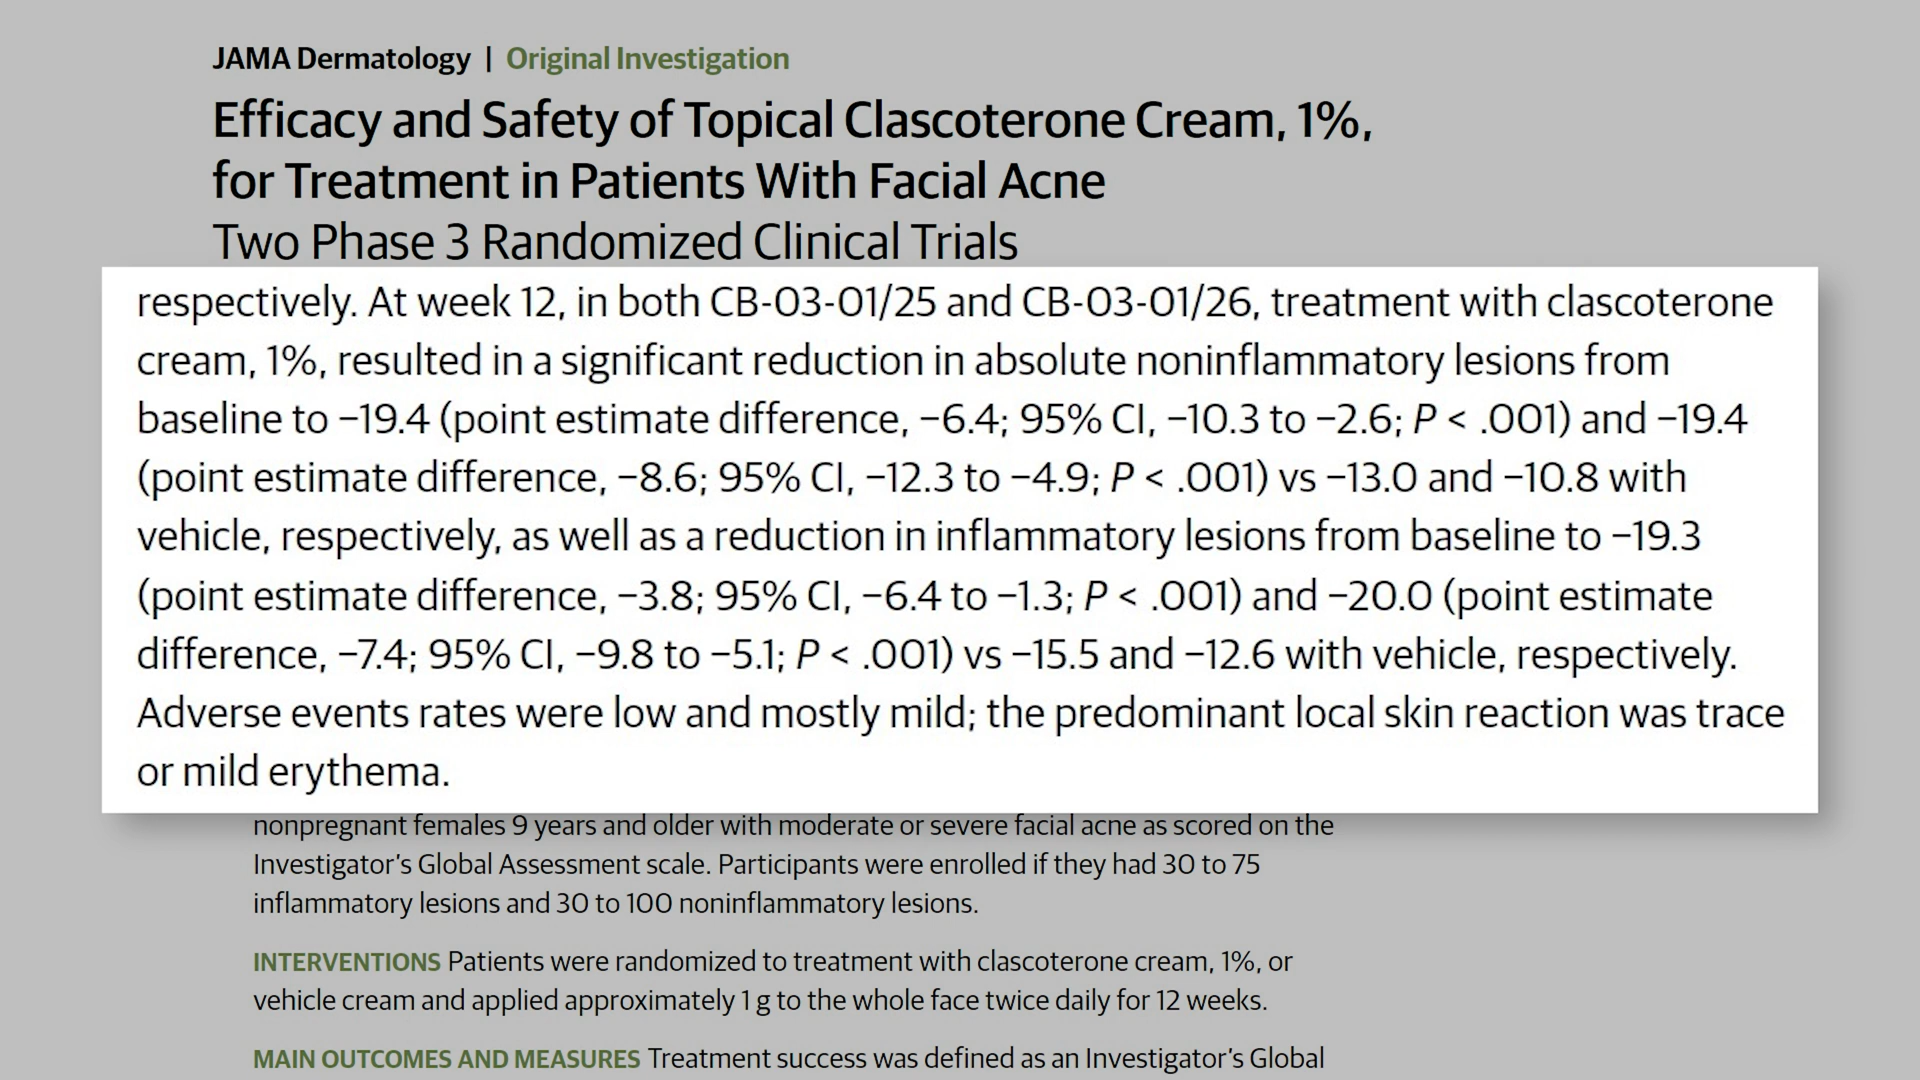 JAMA Dermatology | Original Investigation
Efficacy and Safety of Topical Clascoterone Cream, 1%,
for Treatment in Patients With Facial Acne
Two Phase 3 Randomized Clinical Trials
respectively. At week 12, in both CB-03-01/25 and CB-03-01/26, treatment with clascoterone
cream, 1%, resulted in a significant reduction in absolute noninflammatory lesions from
baseline to −19.4 (point estimate difference, −6.4; 95% CI, −10.3 to −2.6; P < .001) and −19.4
(point estimate difference, −8.6; 95% CI, −12.3 to −4.9; P < .001) vs −13.0 and −10.8 with
vehicle, respectively, as well as a reduction in inflammatory lesions from baseline to −19.3
(point estimate difference, −3.8; 95% CI, −6.4 to −1.3; P < .001) and −20.0 (point estimate
difference, −7.4; 95% CI, −9.8 to −5.1; P < .001) vs −15.5 and −12.6 with vehicle, respectively.
Adverse events rates were low and mostly mild; the predominant local skin reaction was trace
or mild erythema.
nonpregnant females 9 years and older with moderate or severe facial acne as scored on the
Investigator's Global Assessment scale. Participants were enrolled if they had 30 to 75
inflammatory lesions and 30 to 100 noninflammatory lesions.
INTERVENTIONS Patients were randomized to treatment with clascoterone cream, 1%, or
vehicle cream and applied approximately 1 g to the whole face twice daily for 12 weeks.
MAIN OUTCOMES AND MEASURES Treatment success was defined as an Investigator's Global